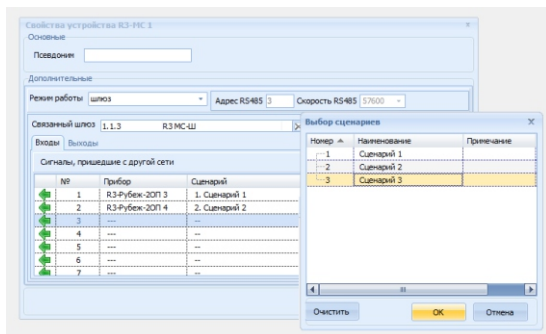 Свойства устройства R3-МС 1
Основные
Псевдоним
Дополнительные
Режим работы шлюз Адрес RS485 3 Скорость RS485 57600
Связанный шлюз 1.1.3 R3 МС-Ш
Входы Выходы
Сигналы, пришедшие с другой сети
№ Прибор Сценарий
1 R3-Рубеж-2ОП 3 1. Сценарий 1
2 R3-Рубеж-2ОП 4 2. Сценарий 2
3 --- --
4 --- --
5 --- --
6 --- --
7 --- --
Выбор сценариев
Номер Наименование Примечание
1 Сценарий 1
2 Сценарий 2
3 Сценарий 3
Очистить ОК Отмена